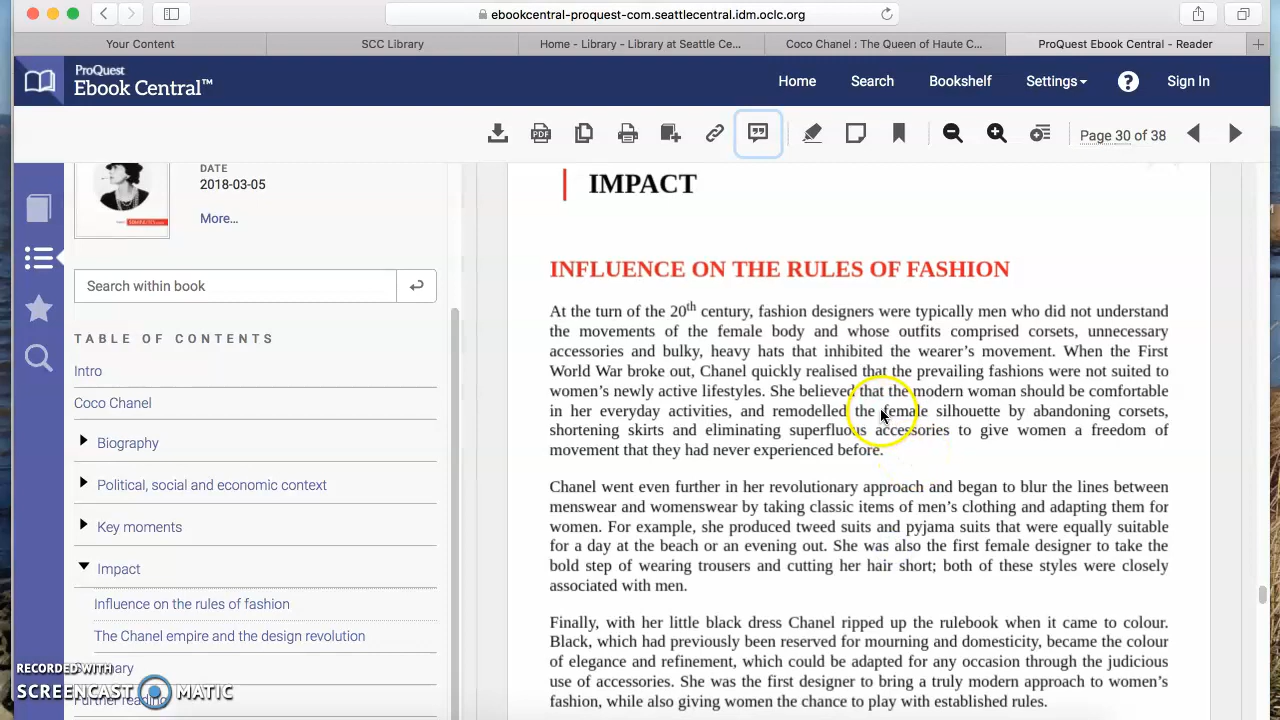 ebookcentral-proquest-com.seattlecentral.idm.oclc.org
Your Content
SCC Library
Home - Library - Library at Seattle Ce...
Coco Chanel : The Queen of Haute C...
ProQuest Ebook Central - Reader
ProQuest
Ebook Central™
Home
Search
Bookshelf
Settings
Sign In
PDF
Page 30 of 38
DATE
2018-03-05
More...
Search within book
TABLE OF CONTENTS
Intro
Coco Chanel
Biography
Political, social and economic context
Key moments
Impact
Influence on the rules of fashion
The Chanel empire and the design revolution
Further reading
RECORDED WITH
SCREENCAST MATIC
IMPACT
INFLUENCE ON THE RULES OF FASHION
At the turn of the 20th century, fashion designers were typically men who did not understand
the movements of the female body and whose outfits comprised corsets, unnecessary
accessories and bulky, heavy hats that inhibited the wearer's movement. When the First
World War broke out, Chanel quickly realised that the prevailing fashions were not suited to
women's newly active lifestyles. She believed that the modern woman should be comfortable
in her everyday activities, and remodelled the female silhouette by abandoning corsets,
shortening skirts and eliminating superfluous accessories to give women a freedom of
movement that they had never experienced before.
Chanel went even further in her revolutionary approach and began to blur the lines between
menswear and womenswear by taking classic items of men's clothing and adapting them for
women. For example, she produced tweed suits and pyjama suits that were equally suitable
for a day at the beach or an evening out. She was also the first female designer to take the
bold step of wearing trousers and cutting her hair short; both of these styles were closely
associated with men.
Finally, with her little black dress Chanel ripped up the rulebook when it came to colour.
Black, which had previously been reserved for mourning and domesticity, became the colour
of elegance and refinement, which could be adapted for any occasion through the judicious
use of accessories. She was the first designer to bring a truly modern approach to women's
fashion, while also giving women the chance to play with established rules.